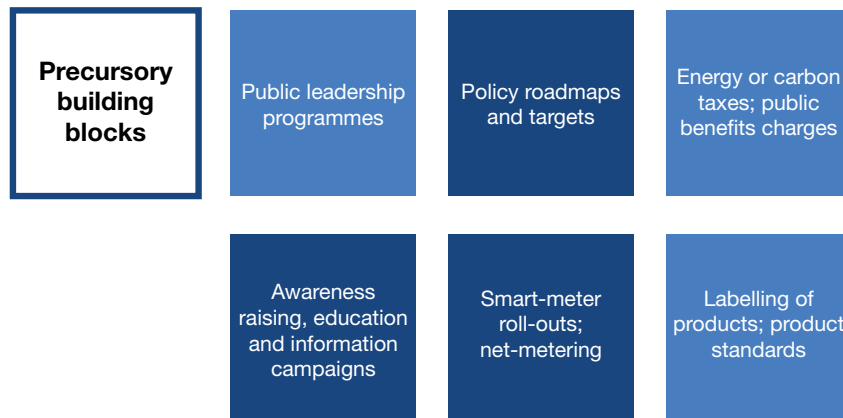 Precursory
building
blocks
Public leadership
programmes
Policy roadmaps
and targets
Energy or carbon
taxes; public
benefits charges
Awareness
raising, education
and information
campaigns
Smart-meter
roll-outs;
net-metering
Labelling of
products; product
standards